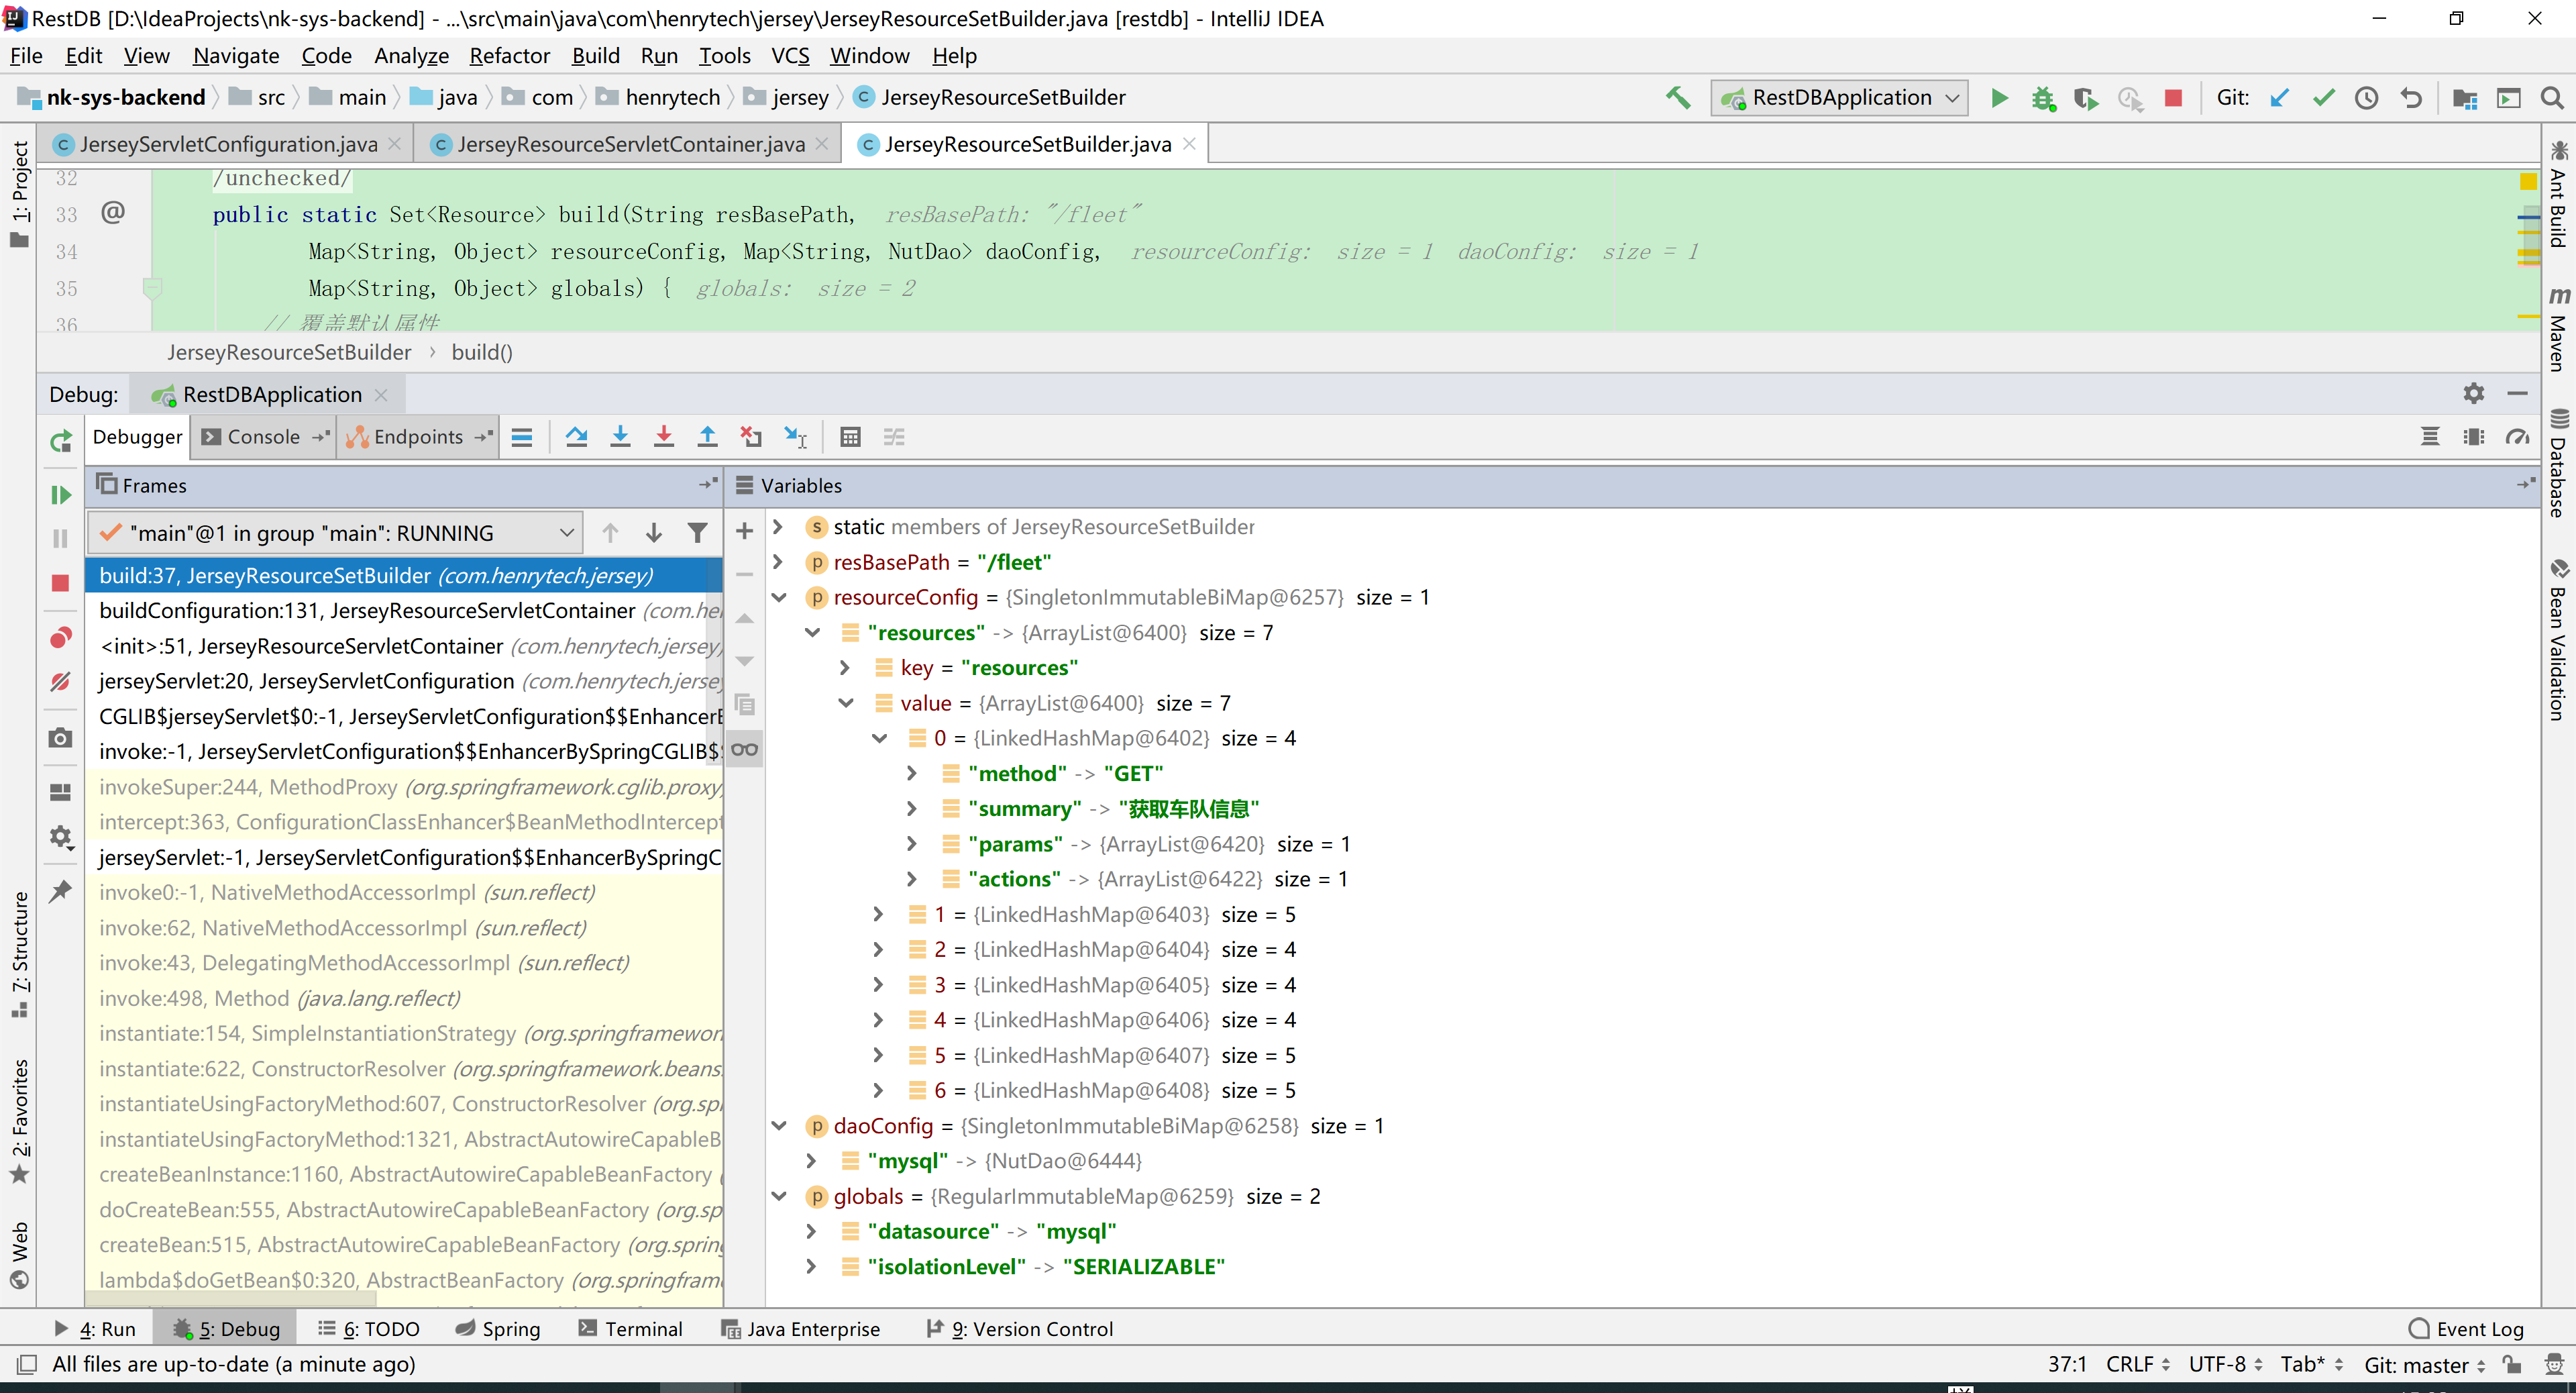 RestDB [D:\IdeaProjects\nk-sys-backend] - ...\src\main\java\com\henrytech\jersey\JerseyResourceSetBuilder.java [restdb] - IntelliJ IDEA
File Edit View Navigate Code Analyze Refactor Build Run Tools VCS Window Help
nk-sys-backend src main java com henrytech jersey JerseyResourceSetBuilder RestDBApplication Git:
JerseyServletConfiguration.java JerseyResourceServletContainer.java JerseyResourceSetBuilder.java
32 /unchecked/
33 @ public static Set<Resource> build(String resBasePath, resBasePath: "/fleet"
34 Map<String, Object> resourceConfig, Map<String, NutDao> daoConfig, resourceConfig: size = 1 daoConfig: size = 1
35 Map<String, Object> globals) { globals: size = 2
36 // 覆盖默认属性
JerseyResourceSetBuilder › build()
Debug: RestDBApplication
Debugger Console Endpoints
Frames
"main"@1 in group "main": RUNNING
build:37, JerseyResourceSetBuilder (com.henrytech.jersey)
buildConfiguration:131, JerseyResourceServletContainer (com.he
<init>:51, JerseyResourceServletContainer (com.henrytech.jersey)
jerseyServlet:20, JerseyServletConfiguration (com.henrytech.jerse
CGLIB$jerseyServlet$0:-1, JerseyServletConfiguration$$EnhancerB
invoke:-1, JerseyServletConfiguration$$EnhancerBySpringCGLIB$
invokeSuper:244, MethodProxy (org.springframework.cglib.proxy
intercept:363, ConfigurationClassEnhancer$BeanMethodIntercept
jerseyServlet:-1, JerseyServletConfiguration$$EnhancerBySpringC
invoke0:-1, NativeMethodAccessorImpl (sun.reflect)
invoke:62, NativeMethodAccessorImpl (sun.reflect)
invoke:43, DelegatingMethodAccessorImpl (sun.reflect)
invoke:498, Method (java.lang.reflect)
instantiate:154, SimpleInstantiationStrategy (org.springframewor
instantiate:622, ConstructorResolver (org.springframework.beans
instantiateUsingFactoryMethod:607, ConstructorResolver (org.sp
instantiateUsingFactoryMethod:1321, AbstractAutowireCapableB
createBeanInstance:1160, AbstractAutowireCapableBeanFactory (
doCreateBean:555, AbstractAutowireCapableBeanFactory (org.sp
createBean:515, AbstractAutowireCapableBeanFactory (org.spring
lambda$doGetBean$0:320, AbstractBeanFactory (org.springfram
Variables
static members of JerseyResourceSetBuilder
resBasePath = "/fleet"
resourceConfig = {SingletonImmutableBiMap@6257} size = 1
"resources" -> {ArrayList@6400} size = 7
key = "resources"
value = {ArrayList@6400} size = 7
0 = {LinkedHashMap@6402} size = 4
"method" -> "GET"
"summary" -> "获取车队信息"
"params" -> {ArrayList@6420} size = 1
"actions" -> {ArrayList@6422} size = 1
1 = {LinkedHashMap@6403} size = 5
2 = {LinkedHashMap@6404} size = 4
3 = {LinkedHashMap@6405} size = 4
4 = {LinkedHashMap@6406} size = 4
5 = {LinkedHashMap@6407} size = 5
6 = {LinkedHashMap@6408} size = 5
daoConfig = {SingletonImmutableBiMap@6258} size = 1
"mysql" -> {NutDao@6444}
globals = {RegularImmutableMap@6259} size = 2
"datasource" -> "mysql"
"isolationLevel" -> "SERIALIZABLE"
1: Project
7: Structure
2: Favorites
Web
Ant Build
Maven
Database
Bean Validation
4: Run 5: Debug 6: TODO Spring Terminal Java Enterprise 9: Version Control Event Log
All files are up-to-date (a minute ago) 37:1 CRLF UTF-8 Tab* Git: master